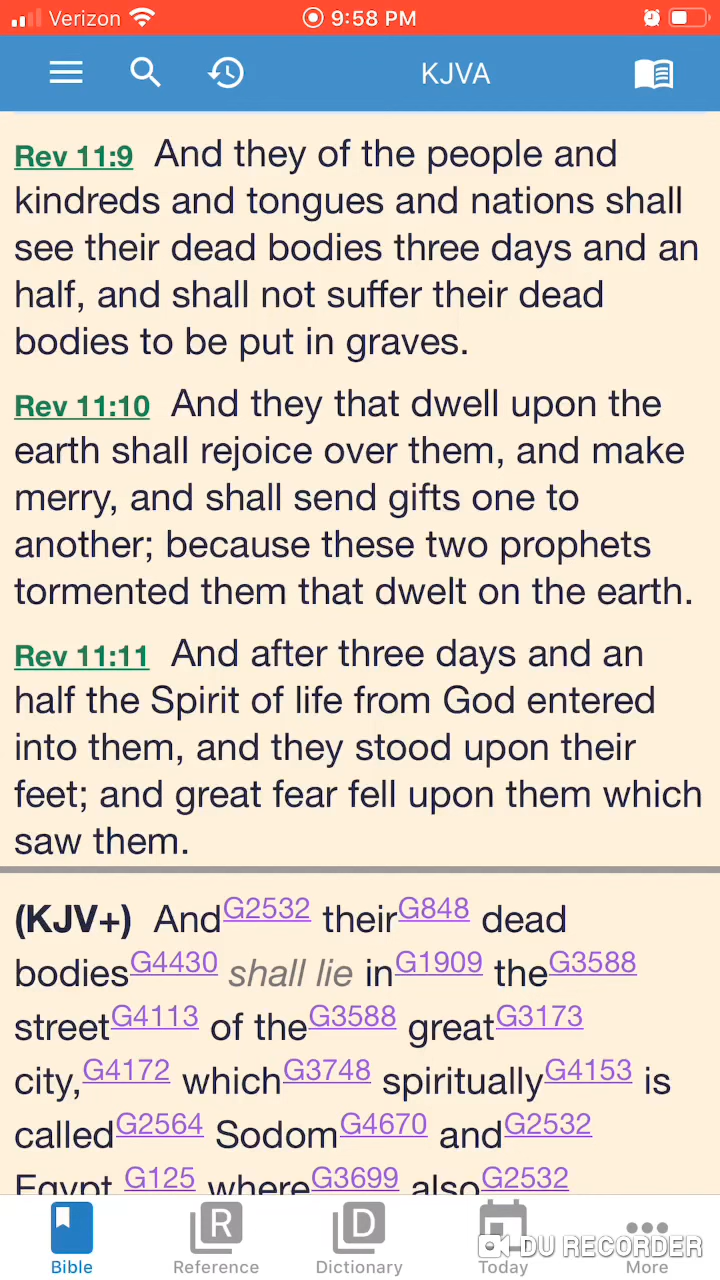 Verizon 9:58 PM
KJVA
Rev 11:9 And they of the people and
kindreds and tongues and nations shall
see their dead bodies three days and an
half, and shall not suffer their dead
bodies to be put in graves.
Rev 11:10 And they that dwell upon the
earth shall rejoice over them, and make
merry, and shall send gifts one to
another; because these two prophets
tormented them that dwelt on the earth.
Rev 11:11 And after three days and an
half the Spirit of life from God entered
into them, and they stood upon their
feet; and great fear fell upon them which
saw them.
(KJV+) AndG2532 theirG848 dead
bodiesG4430 shall lie inG1909 theG3588
streetG4113 of theG3588 greatG3173
city,G4172 whichG3748 spirituallyG4153 is
calledG2564 SodomG4670 andG2532
Egypt,G125 whereG3699 alsoG2532
R D
DU RECORDER
Bible Reference Dictionary Today More